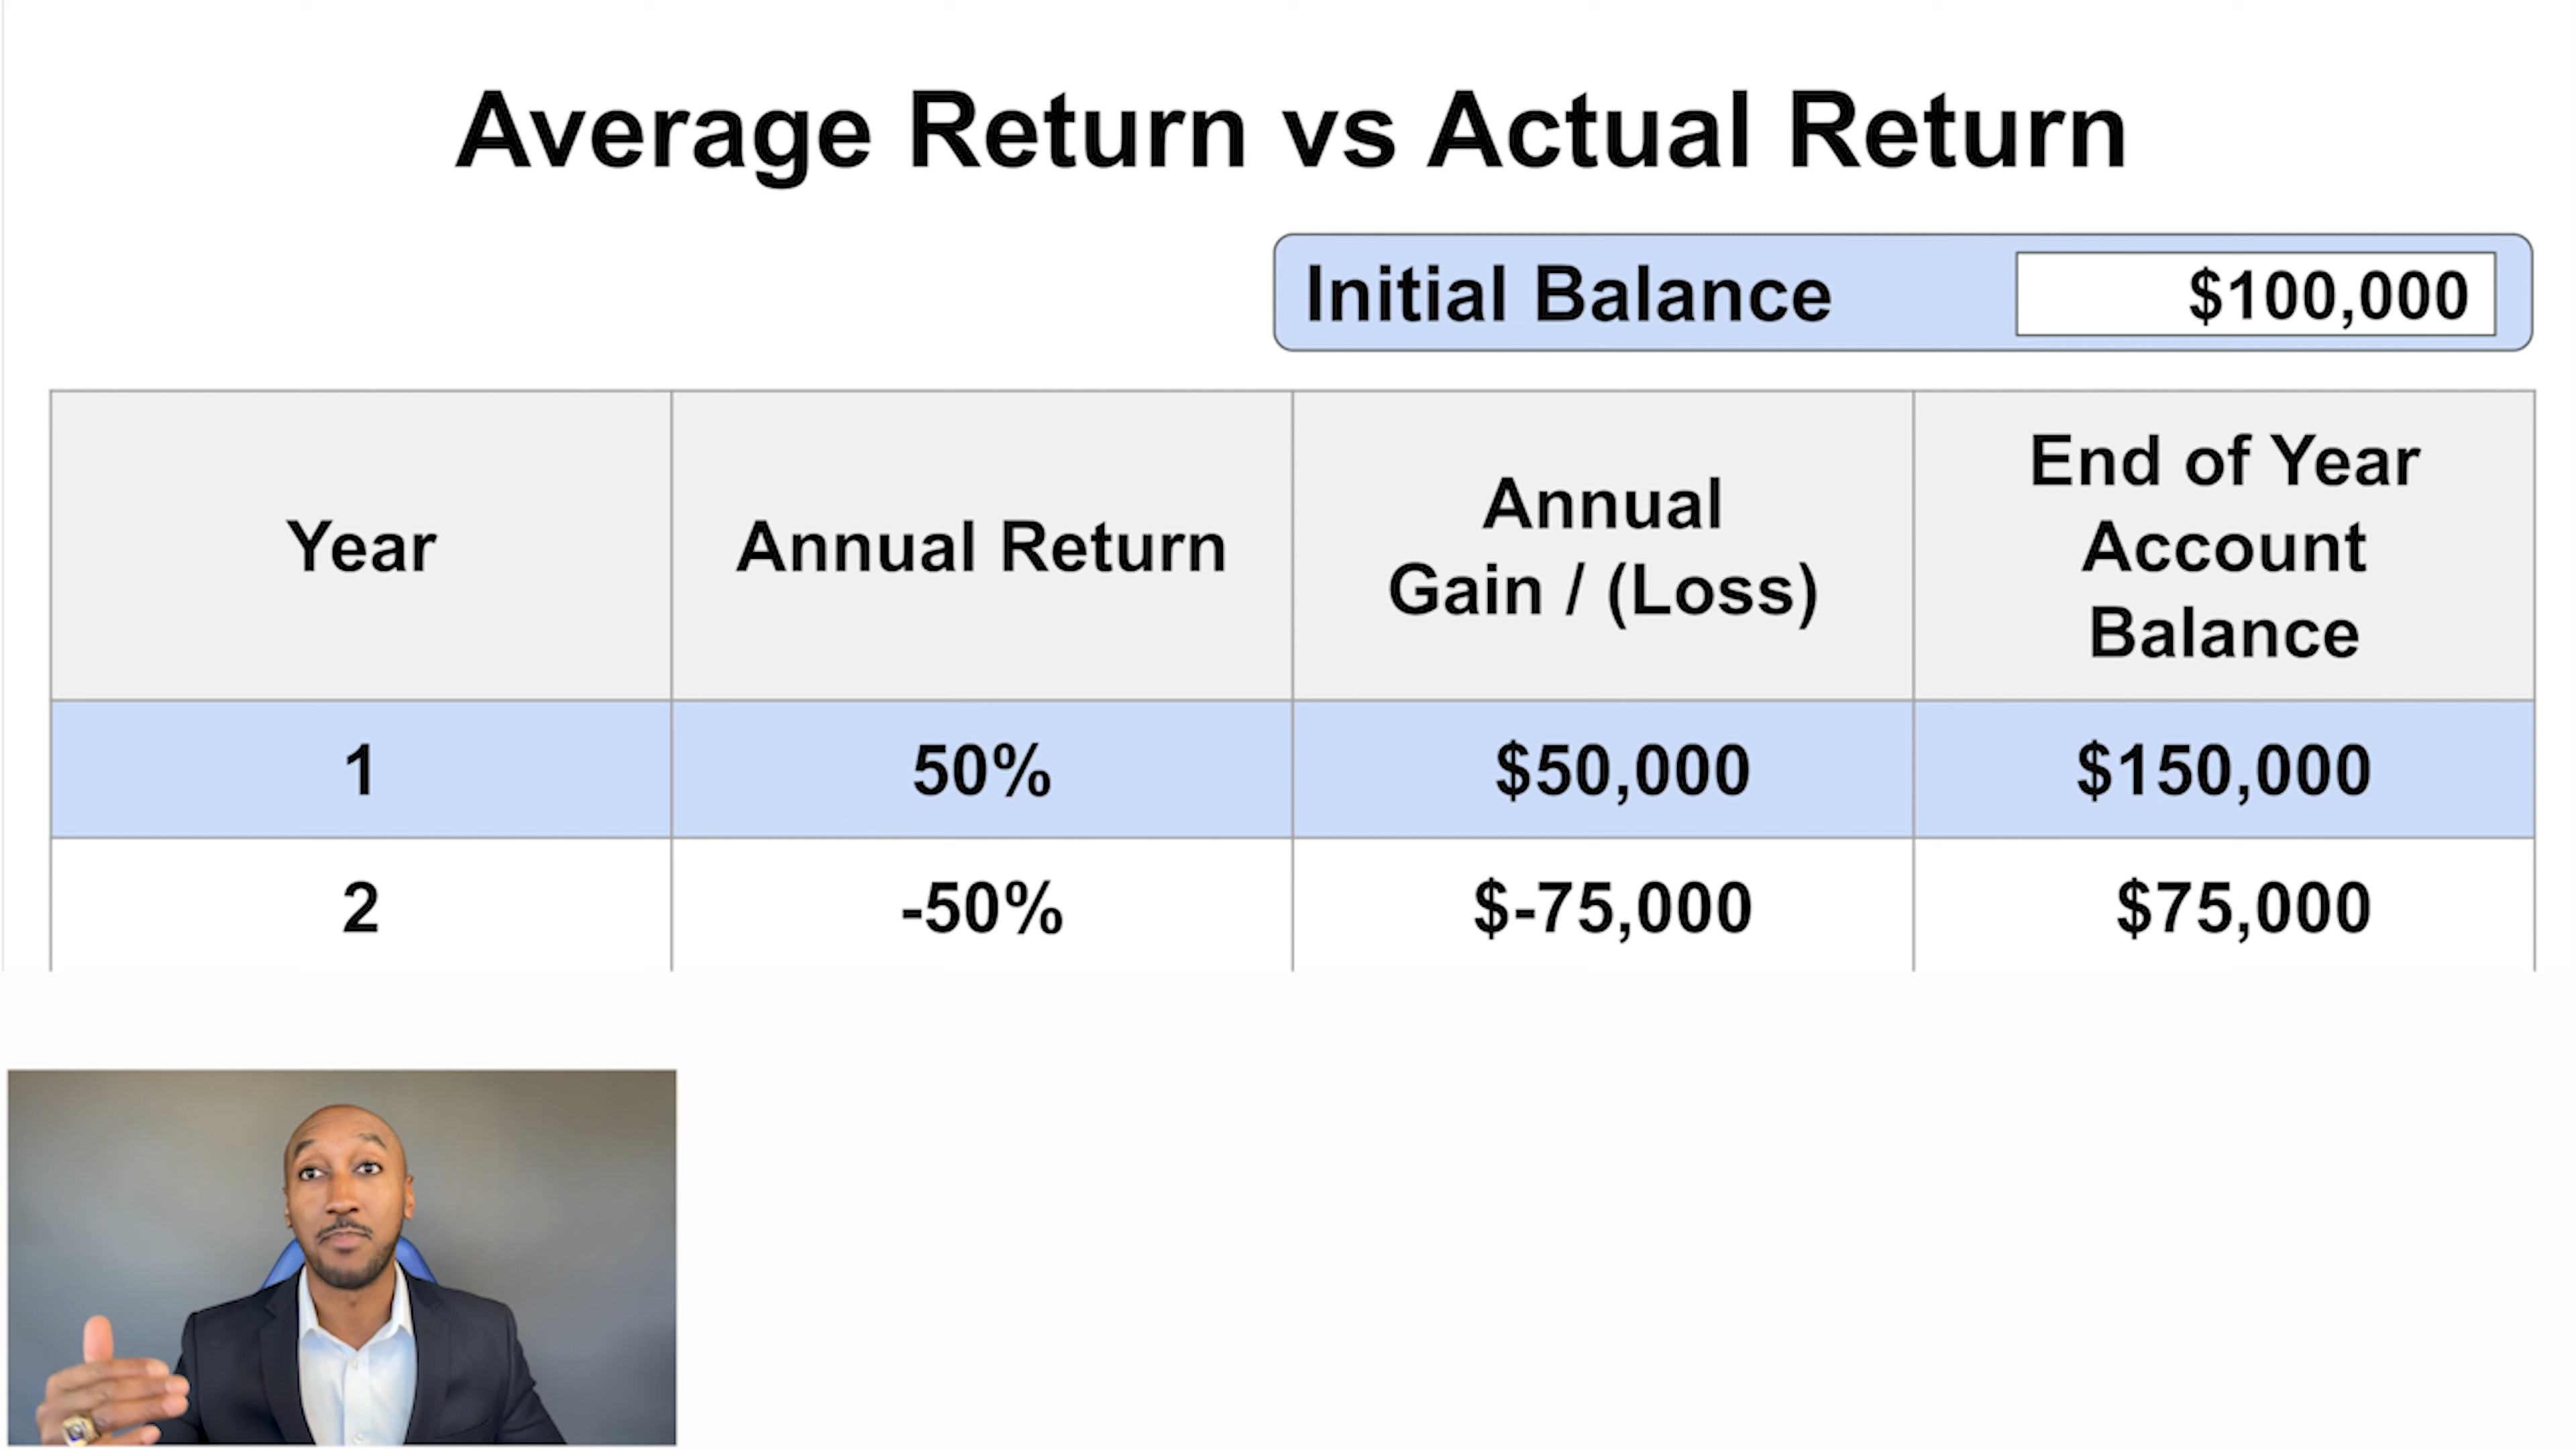 Average Return vs Actual Return
Initial Balance $100,000
Year
Annual Return
Annual
Gain / (Loss)
End of Year
Account
Balance
1 50% $50,000 $150,000
2 -50% $-75,000 $75,000